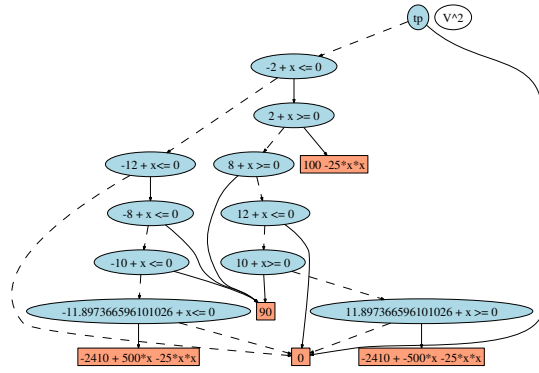 tp
V^2
-2 + x <= 0
2 + x >= 0
-12 + x<= 0
8 + x >= 0
100 -25*x*x
-8 + x <= 0
12 + x <= 0
-10 + x <= 0
10 + x>= 0
-11.897366596101026 + x<= 0
90
11.897366596101026 + x >= 0
-2410 + 500*x -25*x*x
0
-2410 + -500*x -25*x*x